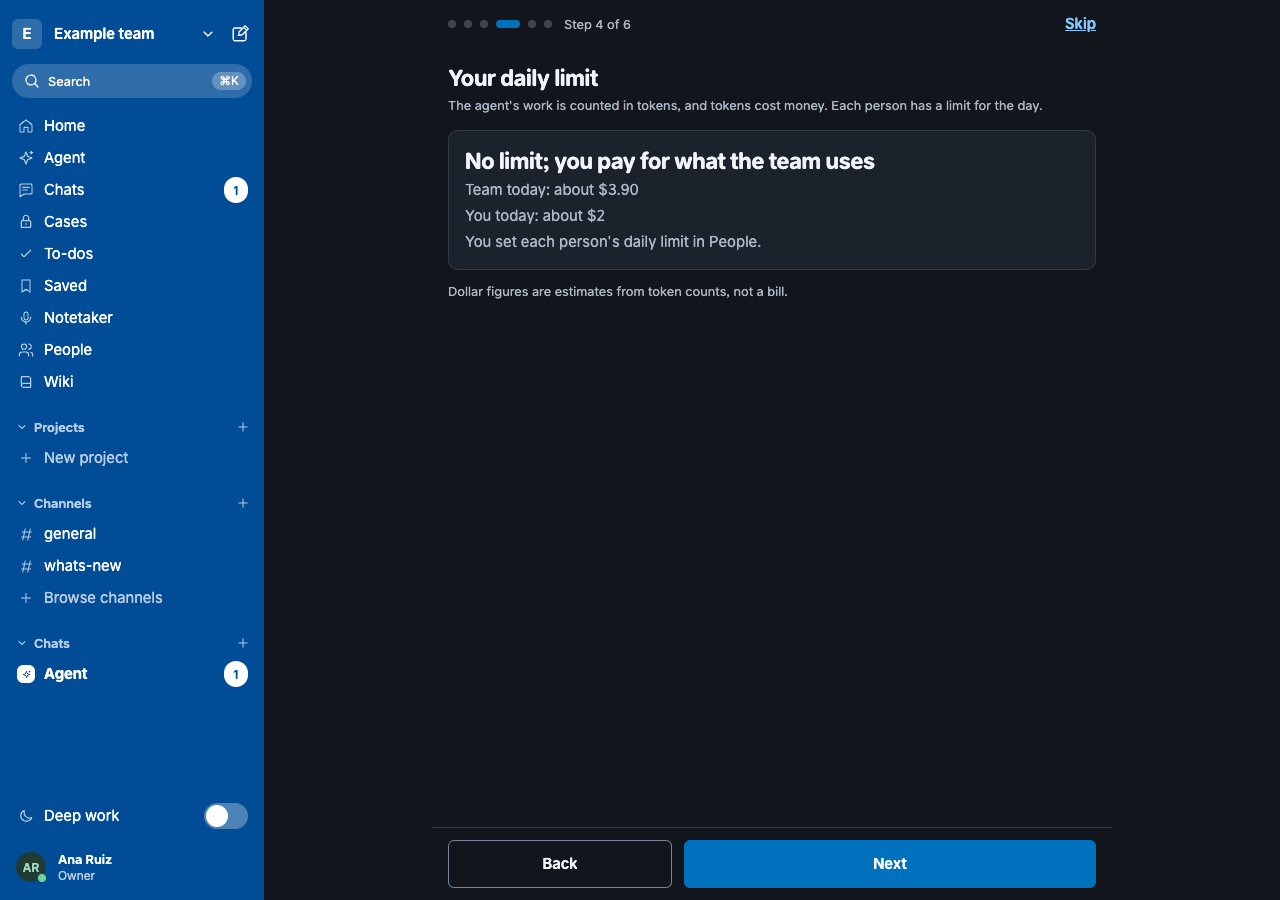 E Example team
Search ⌘K
Home
Agent
Chats 1
Cases
To-dos
Saved
Notetaker
People
Wiki
Projects
New project
Channels
# general
# whats-new
Browse channels
Chats
Agent 1
Deep work
AR Ana Ruiz
Owner
Step 4 of 6
Skip
Your daily limit
The agent's work is counted in tokens, and tokens cost money. Each person has a limit for the day.
No limit; you pay for what the team uses
Team today: about $3.90
You today: about $2
You set each person's daily limit in People.
Dollar figures are estimates from token counts, not a bill.
Back
Next